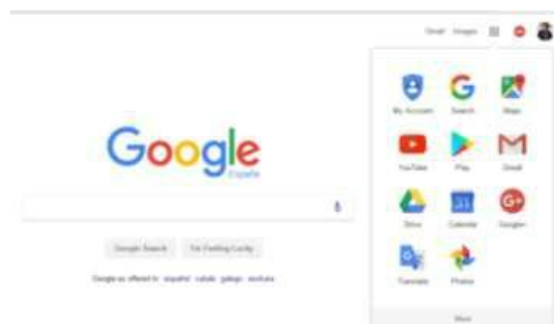 Gmail Images
My Account Search Maps
Google
España
YouTube Play Gmail
Drive Calendar Google+
Google Search I'm Feeling Lucky
Translate Photos
Google.es offered in: español català galego euskara
More